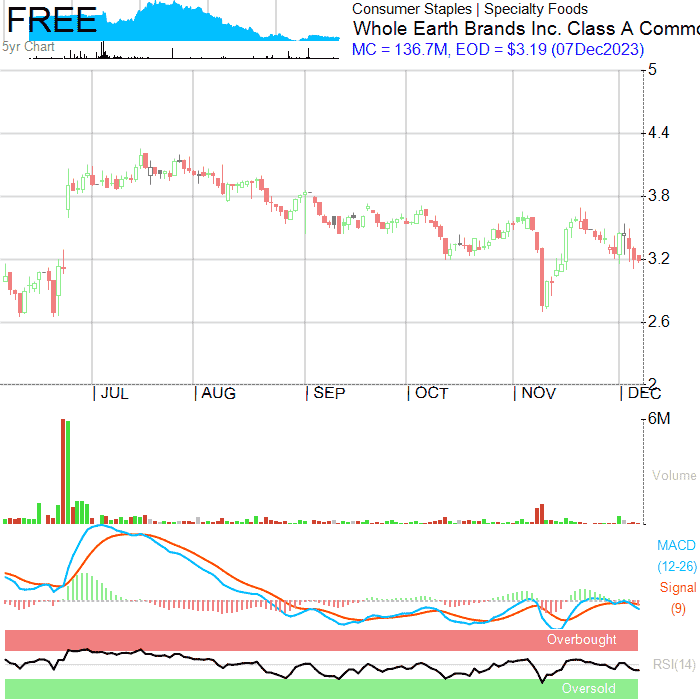 FREE
5yr Chart
Consumer Staples | Specialty Foods
Whole Earth Brands Inc. Class A Commo
MC = 136.7M, EOD = $3.19 (07Dec2023)
5
4.4
3.8
3.2
2.6
2
| JUL | AUG | SEP | OCT | NOV | DEC
6M
Volume
MACD
(12-26)
Signal
(9)
Overbought
RSI(14)
Oversold